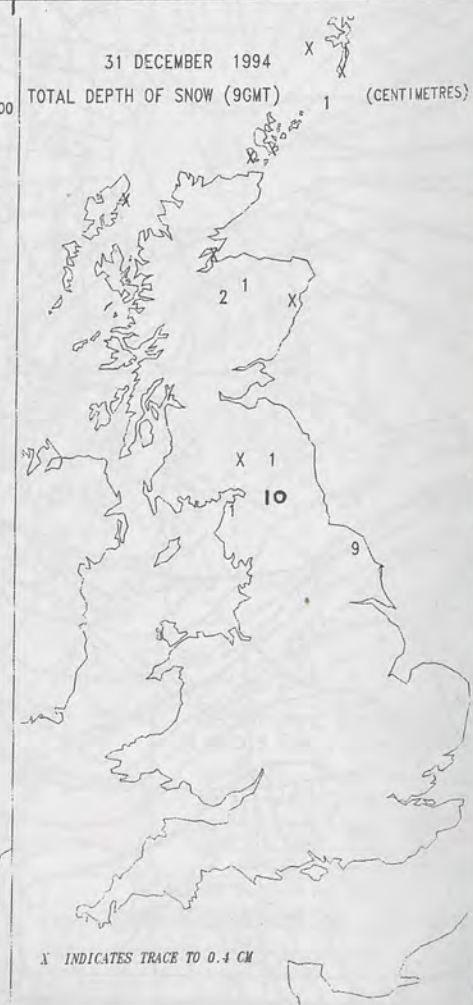 31 DECEMBER 1994
00 TOTAL DEPTH OF SNOW (9GMT) (CENTIMETRES)
X
X
1
X
2 1
X
X 1
10
9
X INDICATES TRACE TO 0.4 CM